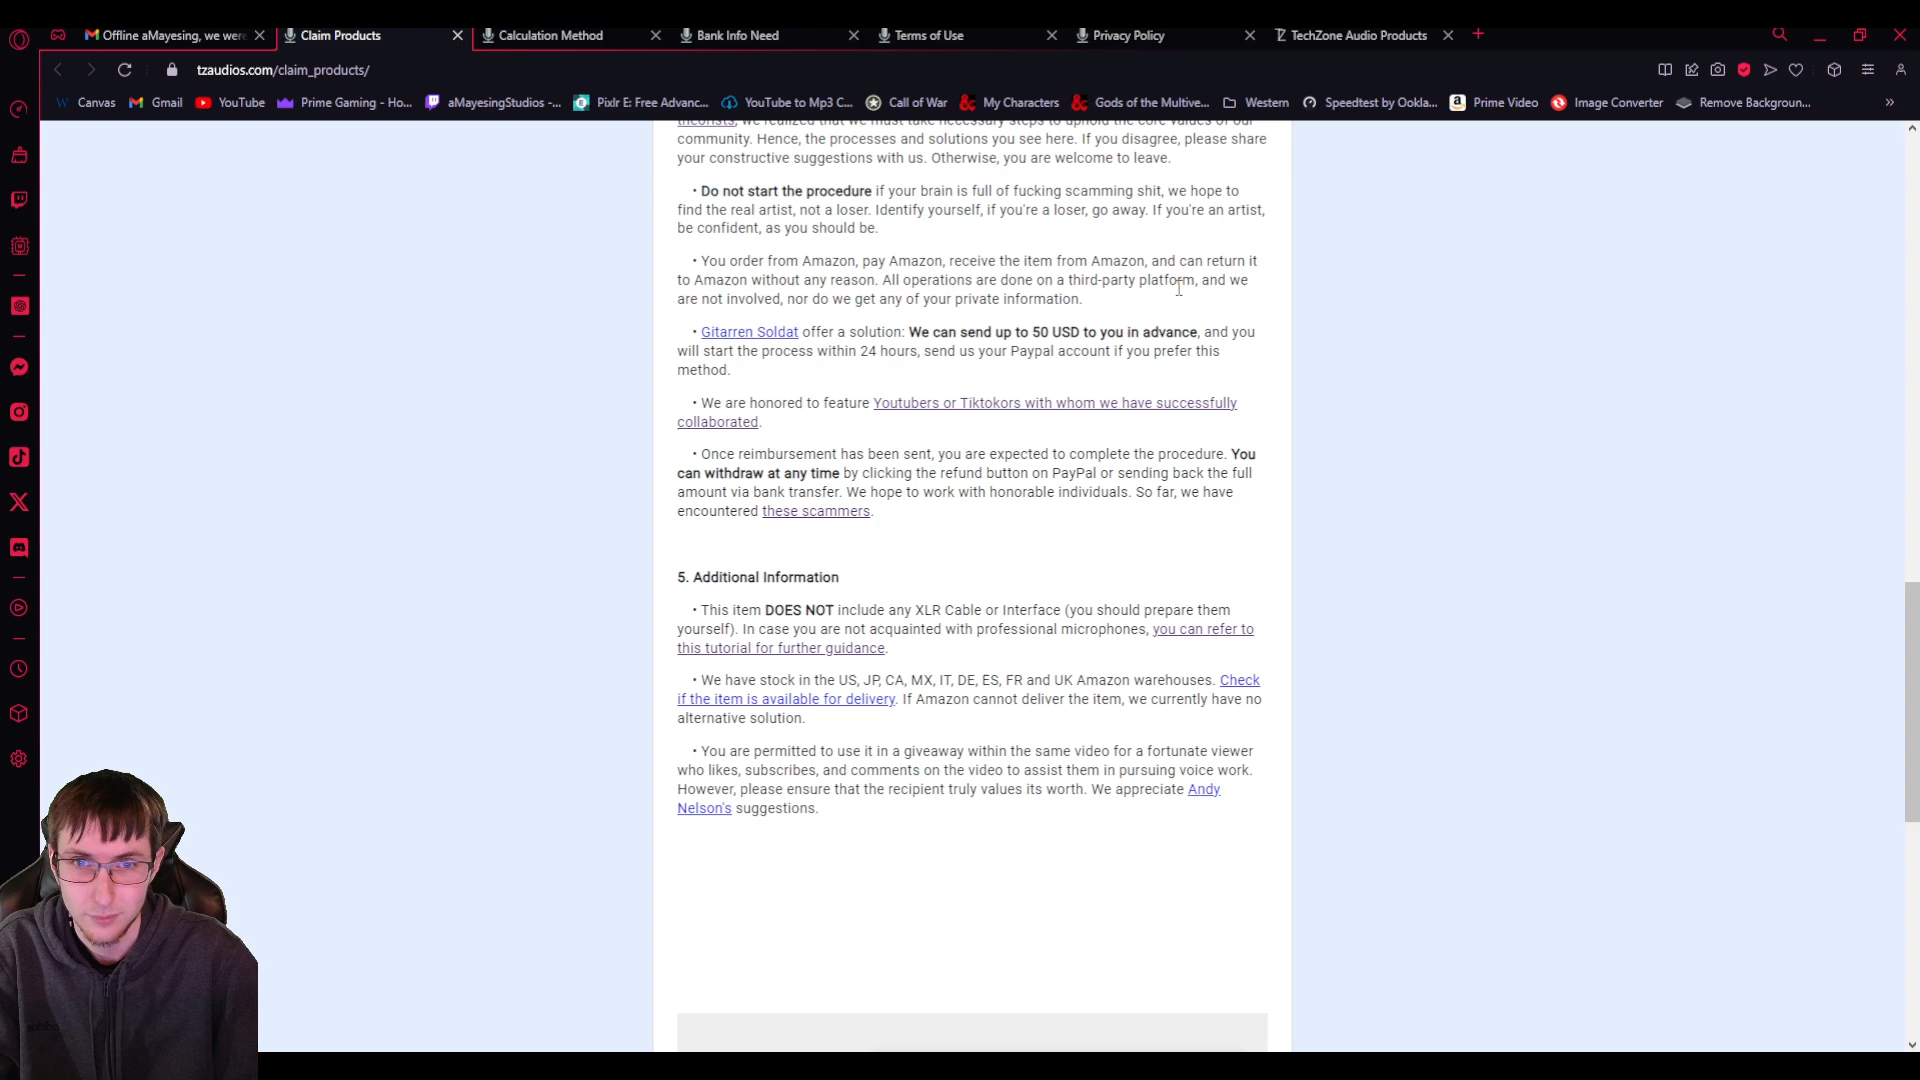 Offline aMayesing, we were
Claim Products
Calculation Method
Bank Info Need
Terms of Use
Privacy Policy
TechZone Audio Products
tzaudios.com/claim_products/
Canvas
Gmail
YouTube
Prime Gaming - Ho...
aMayesingStudios -...
Pixlr E: Free Advanc...
YouTube to Mp3 C...
Call of War
My Characters
Gods of the Multive...
Western
Speedtest by Ookla...
Prime Video
Image Converter
Remove Backgroun...
theorists, we realized that we must take necessary steps to uphold the core values of our
community. Hence, the processes and solutions you see here. If you disagree, please share
your constructive suggestions with us. Otherwise, you are welcome to leave.
• Do not start the procedure if your brain is full of fucking scamming shit, we hope to
find the real artist, not a loser. Identify yourself, if you're a loser, go away. If you're an artist,
be confident, as you should be.
• You order from Amazon, pay Amazon, receive the item from Amazon, and can return it
to Amazon without any reason. All operations are done on a third-party platform, and we
are not involved, nor do we get any of your private information.
• Gitarren Soldat offer a solution: We can send up to 50 USD to you in advance, and you
will start the process within 24 hours, send us your Paypal account if you prefer this
method.
• We are honored to feature Youtubers or Tiktokors with whom we have successfully
collaborated.
• Once reimbursement has been sent, you are expected to complete the procedure. You
can withdraw at any time by clicking the refund button on PayPal or sending back the full
amount via bank transfer. We hope to work with honorable individuals. So far, we have
encountered these scammers.
5. Additional Information
• This item DOES NOT include any XLR Cable or Interface (you should prepare them
yourself). In case you are not acquainted with professional microphones, you can refer to
this tutorial for further guidance.
• We have stock in the US, JP, CA, MX, IT, DE, ES, FR and UK Amazon warehouses. Check
if the item is available for delivery. If Amazon cannot deliver the item, we currently have no
alternative solution.
• You are permitted to use it in a giveaway within the same video for a fortunate viewer
who likes, subscribes, and comments on the video to assist them in pursuing voice work.
However, please ensure that the recipient truly values its worth. We appreciate Andy
Nelson's suggestions.